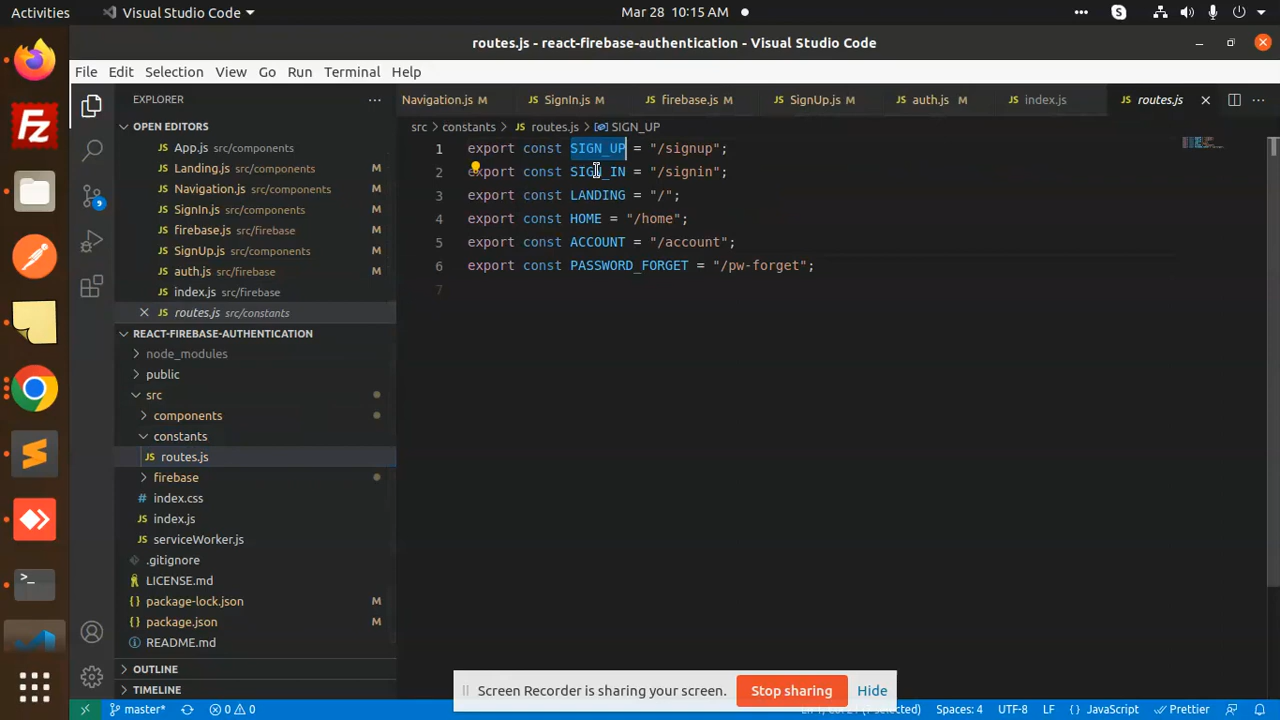 Activities
Visual Studio Code
Mar 28 10:15 AM
routes.js - react-firebase-authentication - Visual Studio Code
File Edit Selection View Go Run Terminal Help
EXPLORER
Navigation.js M
SignIn.js M
firebase.js M
SignUp.js M
auth.js M
index.js
routes.js
OPEN EDITORS
src
constants
JS routes.js
SIGN_UP
JS App.js src/components
JS Landing.js src/components M
JS Navigation.js src/components M
JS SignIn.js src/components M
JS firebase.js src/firebase M
JS SignUp.js src/components M
JS auth.js src/firebase M
JS index.js src/firebase
JS routes.js src/constants
9
1 export const SIGN_UP = "/signup";
2 export const SIGN_IN = "/signin";
3 export const LANDING = "/";
4 export const HOME = "/home";
5 export const ACCOUNT = "/account";
6 export const PASSWORD_FORGET = "/pw-forget";
7
REACT-FIREBASE-AUTHENTICATION
node_modules
public
src
components
constants
JS routes.js
firebase
# index.css
JS index.js
JS serviceWorker.js
.gitignore
LICENSE.md
{} package-lock.json M
{} package.json M
README.md
OUTLINE
TIMELINE
Screen Recorder is sharing your screen.
Stop sharing
Hide
master*
0 0
Spaces: 4
UTF-8
LF
{} JavaScript
Prettier